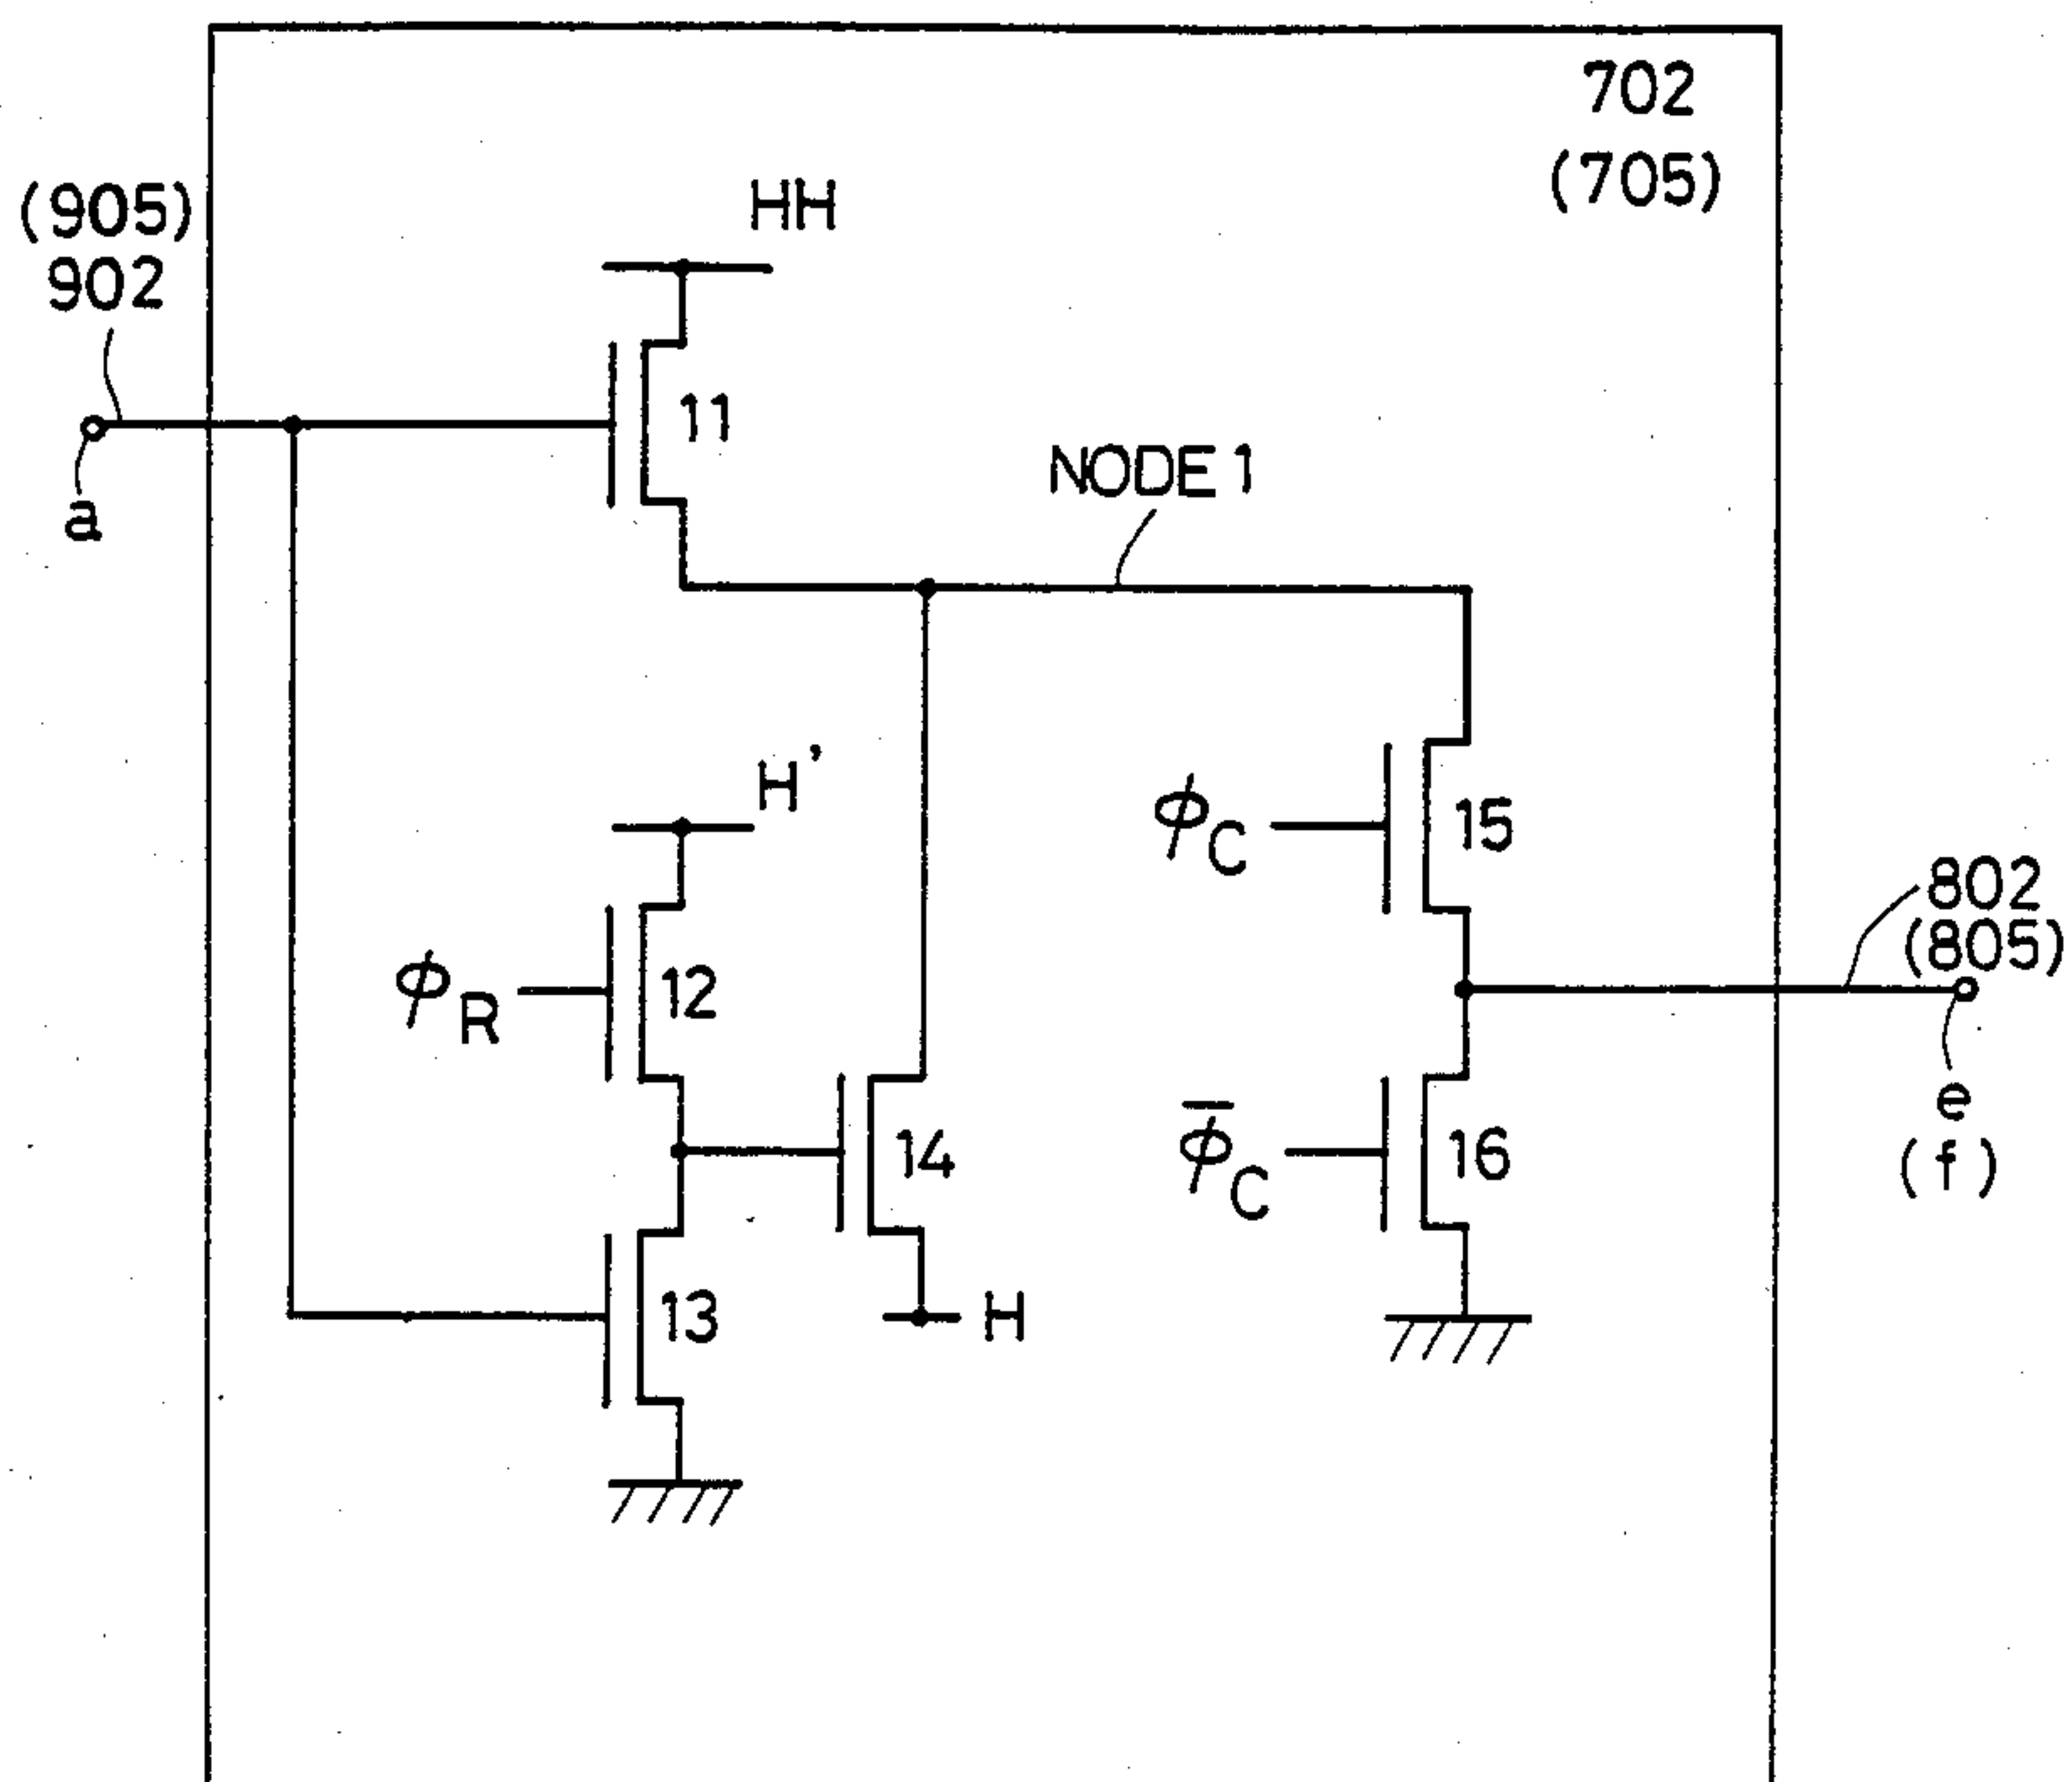 702
(705)
(905)
902
HH
11
a
NODE 1
H'
ϕC
15
802
(805)
ϕR
12
e
(f)
14
ϕ̅C
16
13
H